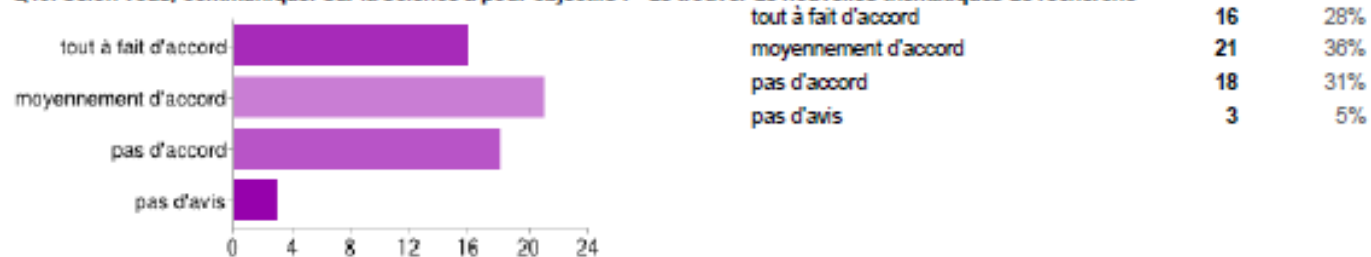 tout à fait d'accord 16 28%
moyennement d'accord 21 36%
pas d'accord 18 31%
pas d'avis 3 5%
tout à fait d'accord
moyennement d'accord
pas d'accord
pas d'avis
0 4 8 12 16 20 24